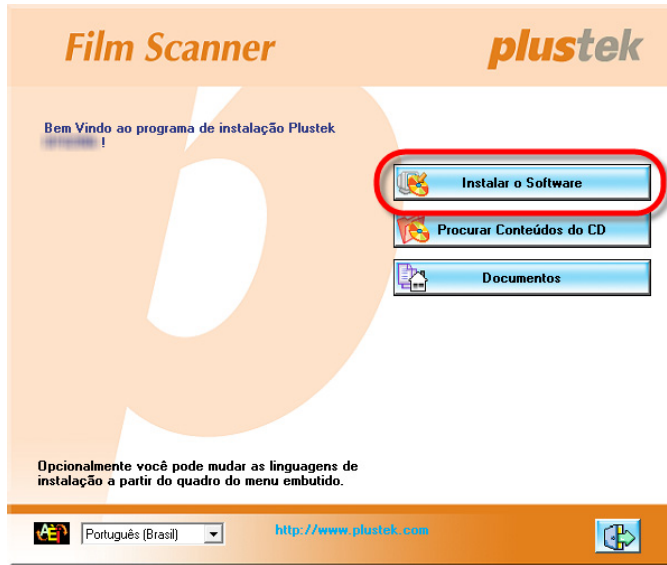 Film Scanner
plustek
Bem Vindo ao programa de instalação Plustek
!
Instalar o Software
Procurar Conteúdos do CD
Documentos
Opcionalmente você pode mudar as linguagens de
instalação a partir do quadro do menu embutido.
Português (Brasil)
http://www.plustek.com